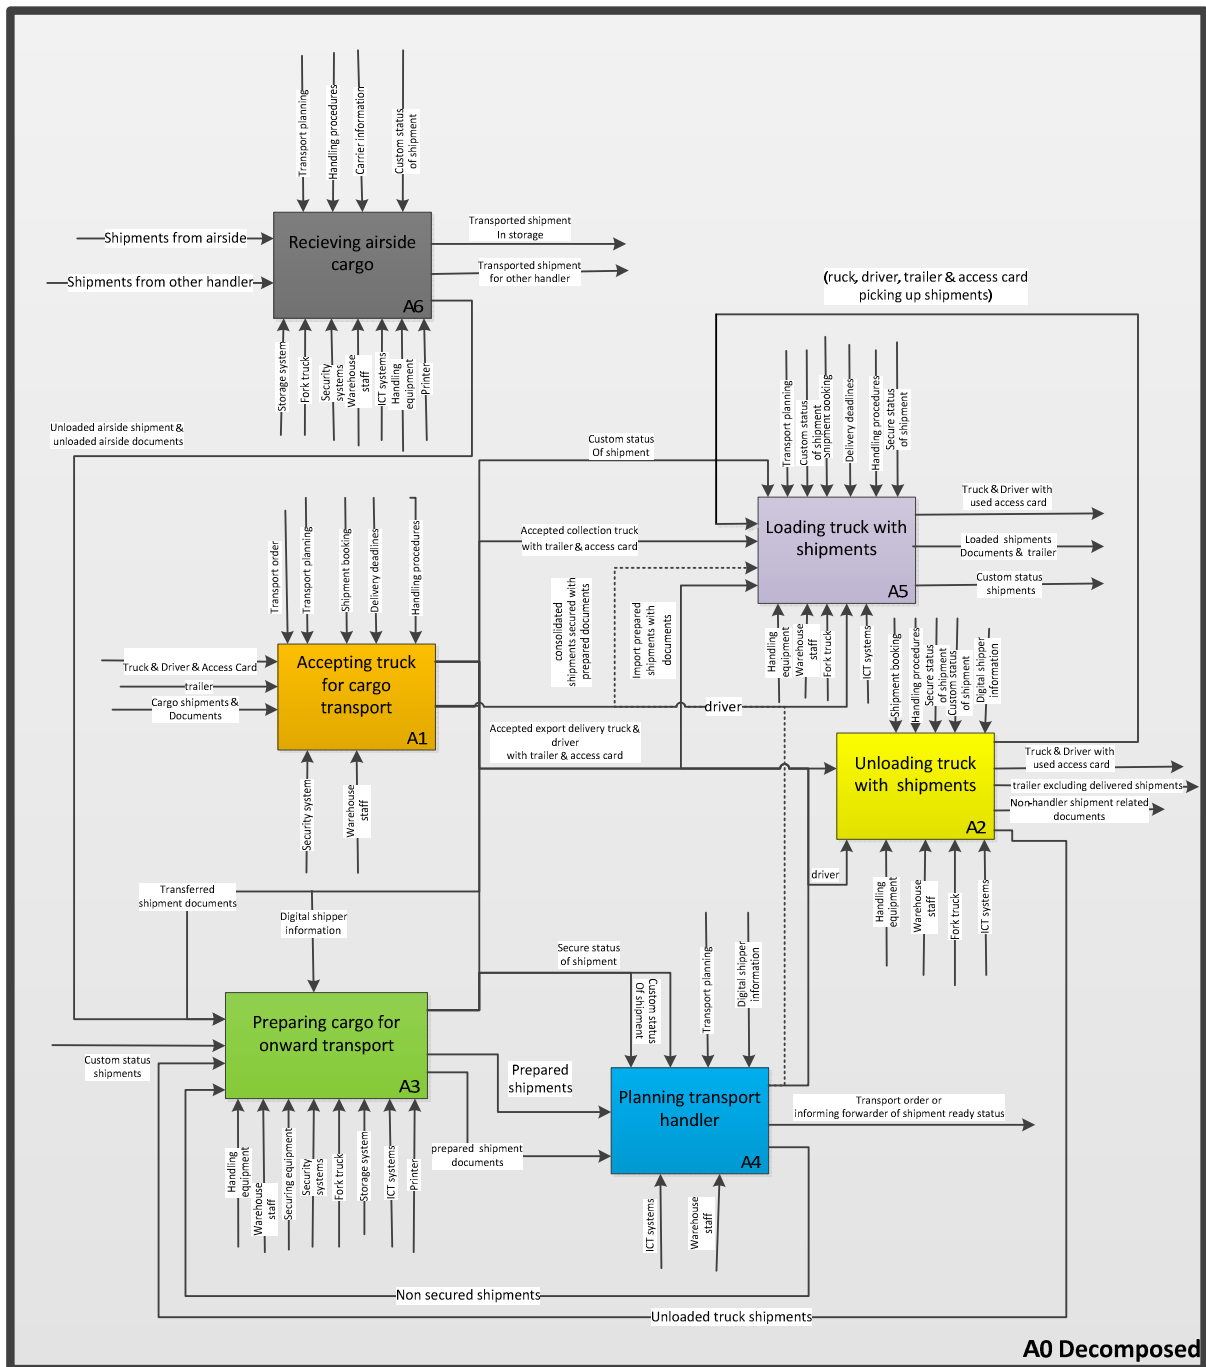 Transport planning
Handling procedures
Carrier information
Custom status
of shipment
Shipments from airside
Shipments from other handler
Recieving airside
cargo
A6
Transported shipment
In storage
Transported shipment
for other handler
Storage system
Fork truck
Security
systems
Warehouse
staff
ICT systems
Handling
equipment
Printer
Unloaded airside shipment &
unloaded airside documents
(ruck, driver, trailer & access card
picking up shipments)
Custom status
Of shipment
Transport planning
Custom status
of shipment
Shipment booking
Delivery deadlines
Handling procedures
Secure status
of shipment
Accepted collection truck
with trailer & access card
Loading truck with
shipments
A5
Truck & Driver with
used access card
Loaded shipments
Documents & trailer
Custom status
shipments
consolidated
shipments secured with
prepared documents
Import prepared
shipments with
documents
Handling
equipment
Warehouse
staff
Fork truck
ICT systems
Transport order
Transport planning
Shipment booking
Delivery deadlines
Handling procedures
Truck & Driver & Access Card
trailer
Cargo shipments &
Documents
Accepting truck
for cargo
transport
A1
Security system
Warehouse
staff
driver
Accepted export delivery truck &
driver
with trailer & access card
Shipment booking
Handling procedures
Secure status
of shipment
Custom status
of shipment
Digital shipper
information
Unloading truck
with shipments
A2
Truck & Driver with
used access card
trailer excluding delivered shipments
Non-handler shipment related
documents
driver
Handling
equipment
Warehouse
staff
Fork truck
ICT systems
Transferred
shipment documents
Digital shipper
information
Secure status
of shipment
Custom status
Of shipment
Transport planning
Digital shipper
information
Custom status
shipments
Preparing cargo for
onward transport
A3
Prepared
shipments
prepared shipment
documents
Planning transport
handler
A4
Transport order or
informing forwarder of shipment ready status
Handling
equipment
Warehouse
staff
Securing equipment
Security
systems
Fork truck
Storage system
ICT systems
Printer
ICT systems
Warehouse
staff
Non secured shipments
Unloaded truck shipments
A0 Decomposed